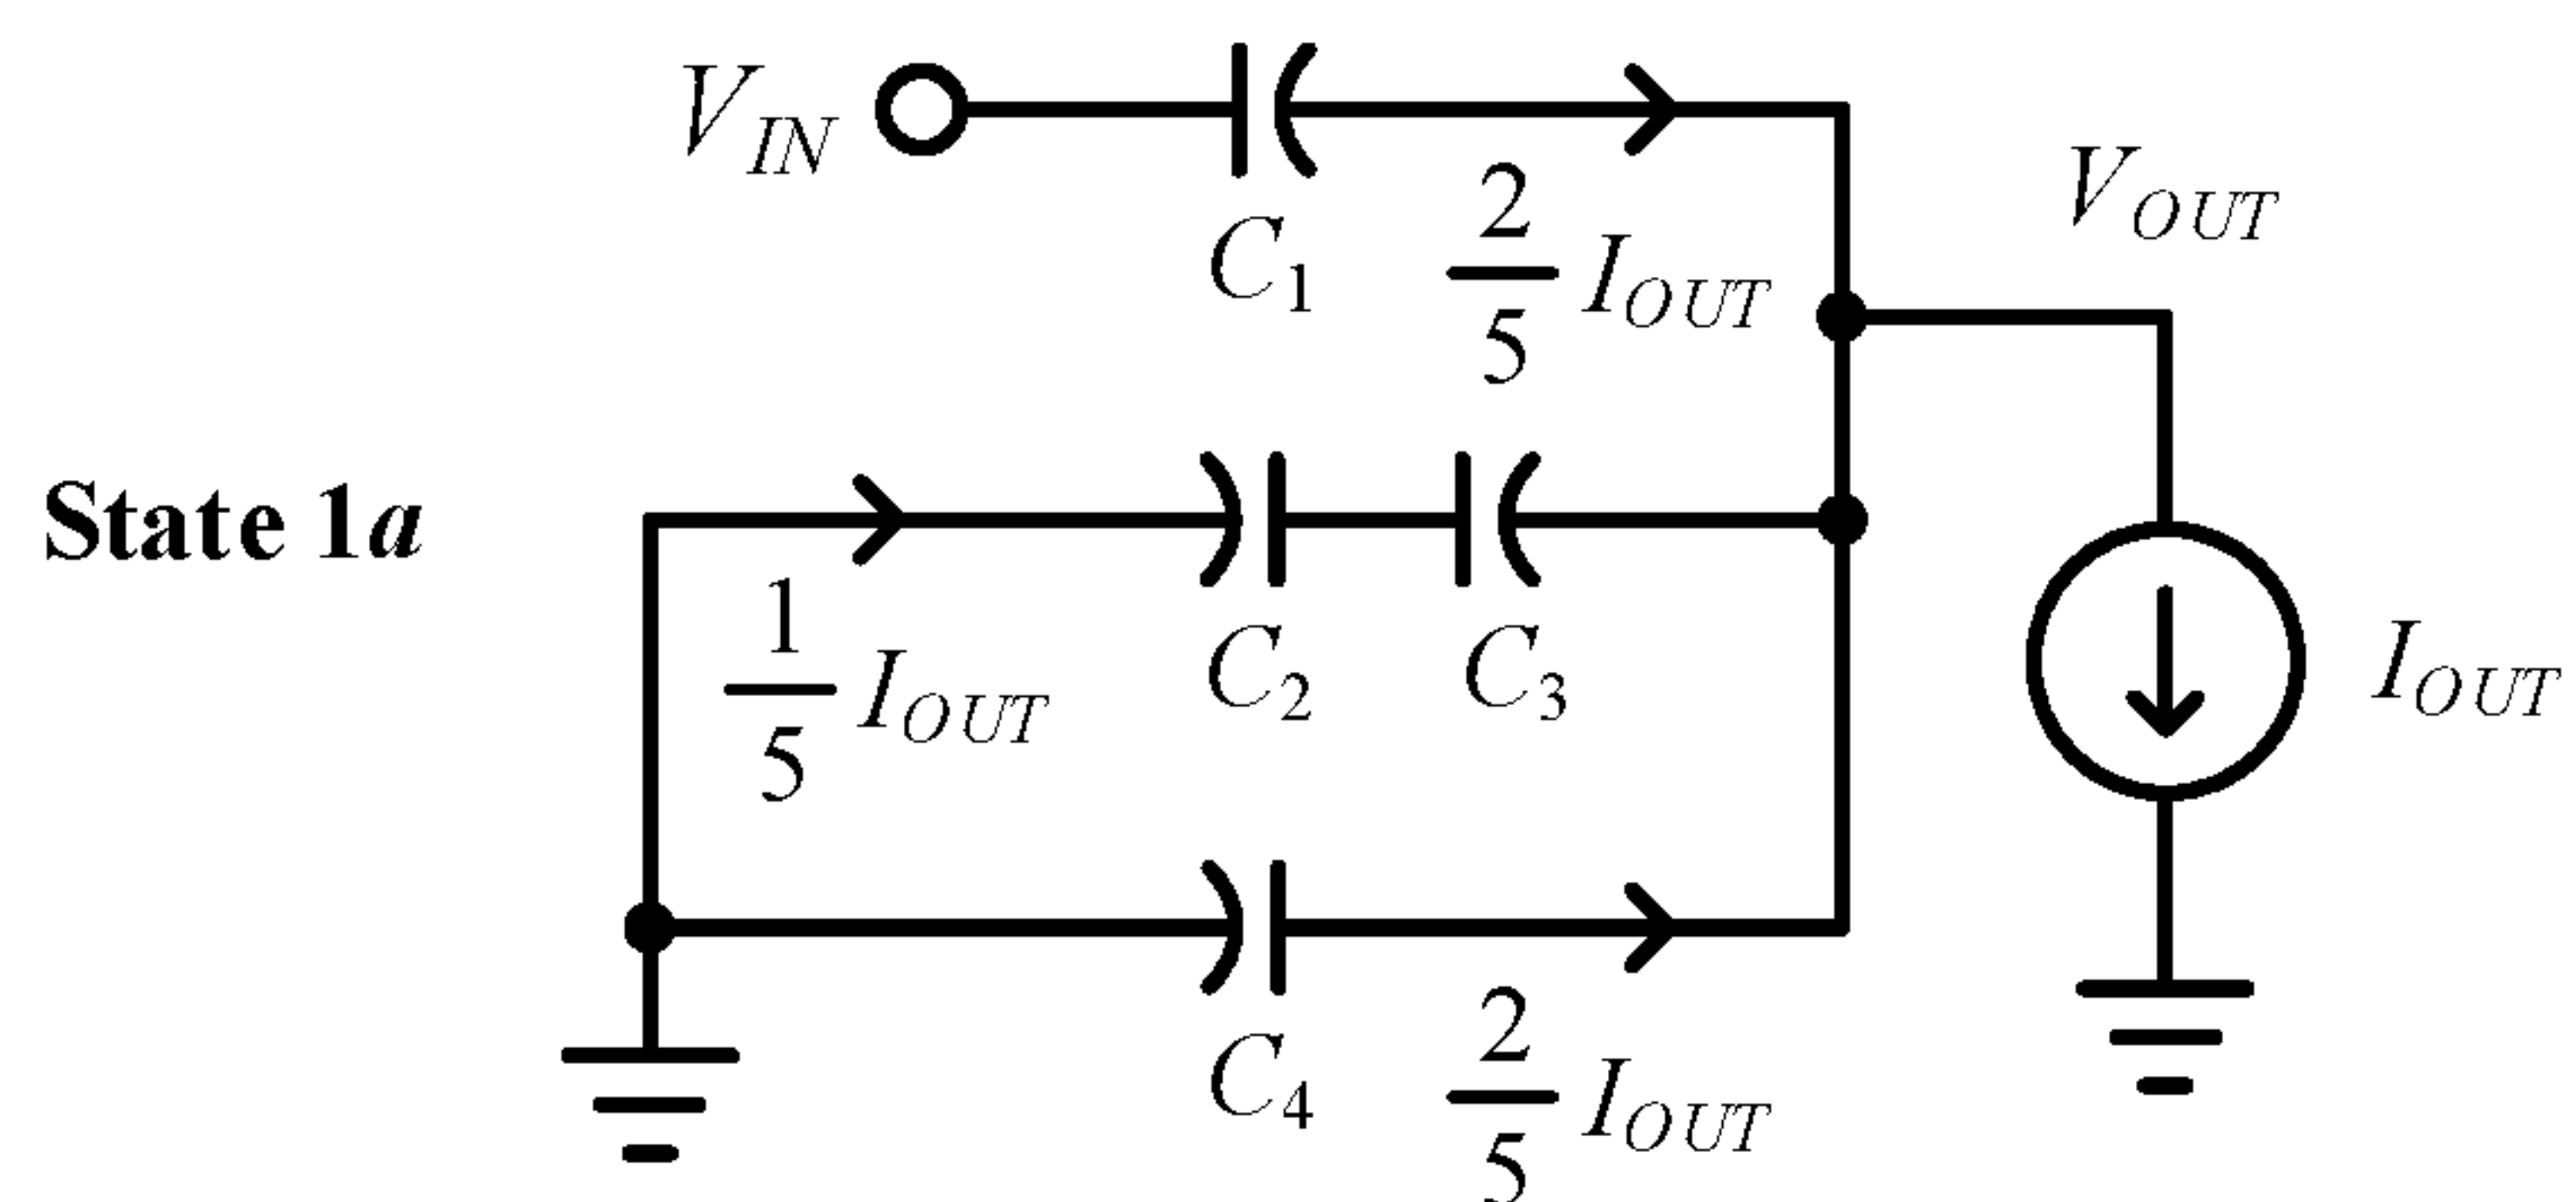 V_IN
C_1
2/5 I_OUT
V_OUT
State 1a
1/5 I_OUT
C_2
C_3
I_OUT
C_4
2/5 I_OUT